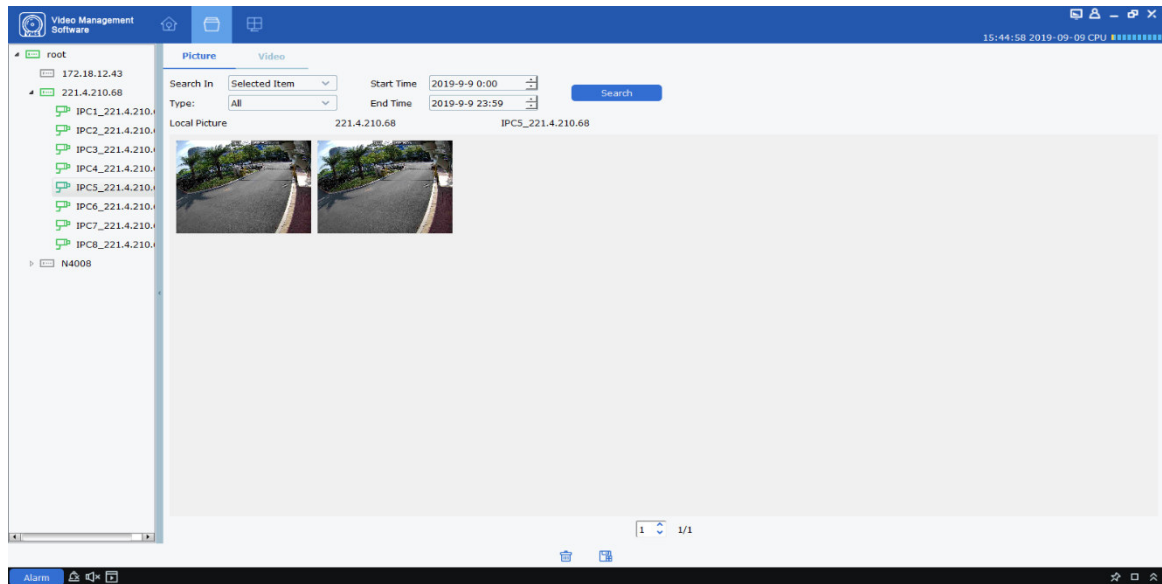 Video Management
Software
15:44:58 2019-09-09 CPU
root
172.18.12.43
221.4.210.68
IPC1_221.4.210.
IPC2_221.4.210.
IPC3_221.4.210.
IPC4_221.4.210.
IPC5_221.4.210.
IPC6_221.4.210.
IPC7_221.4.210.
IPC8_221.4.210.
N4008
Picture Video
Search In Selected Item Start Time 2019-9-9 0:00 Search
Type: All End Time 2019-9-9 23:59
Local Picture 221.4.210.68 IPC5_221.4.210.68
1 1/1
Alarm